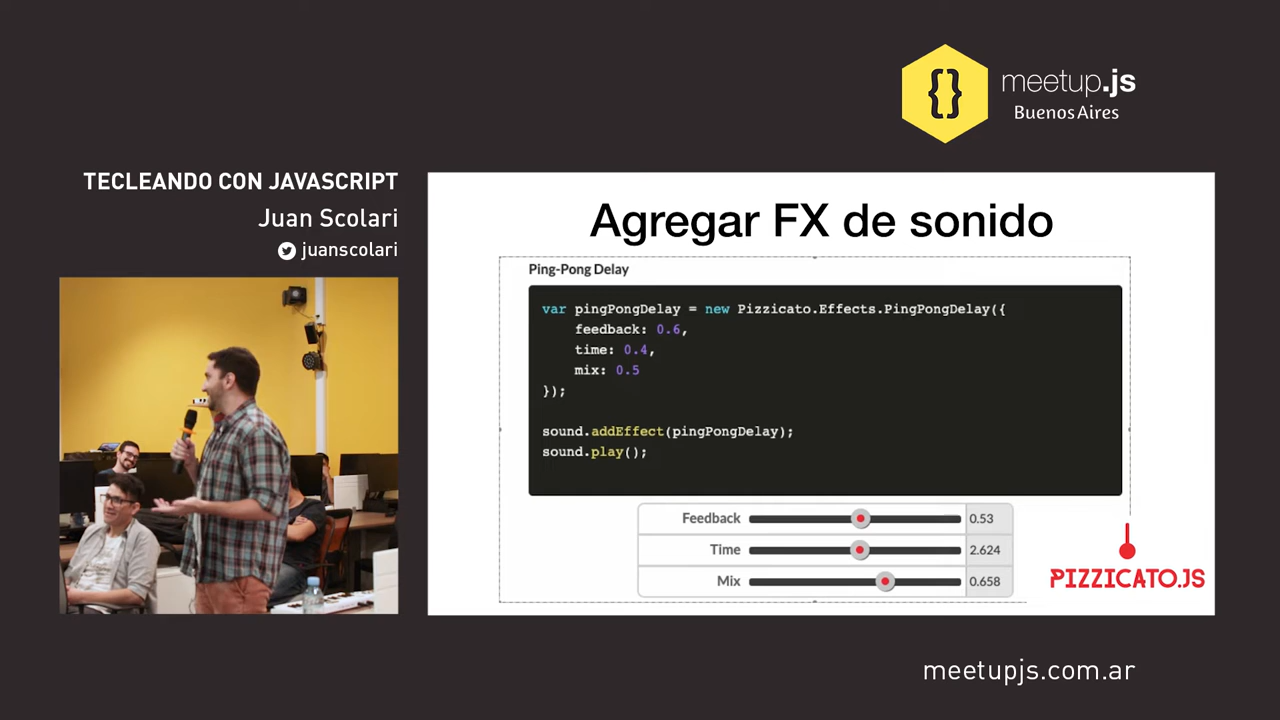 meetup.js
Buenos Aires
TECLEANDO CON JAVASCRIPT
Juan Scolari
juanscolari
Agregar FX de sonido
Ping-Pong Delay
var pingPongDelay = new Pizzicato.Effects.PingPongDelay({
    feedback: 0.6,
    time: 0.4,
    mix: 0.5
});
sound.addEffect(pingPongDelay);
sound.play();
Feedback 0.53
Time 2.624
Mix 0.658
PIZZICATO.JS
meetupjs.com.ar